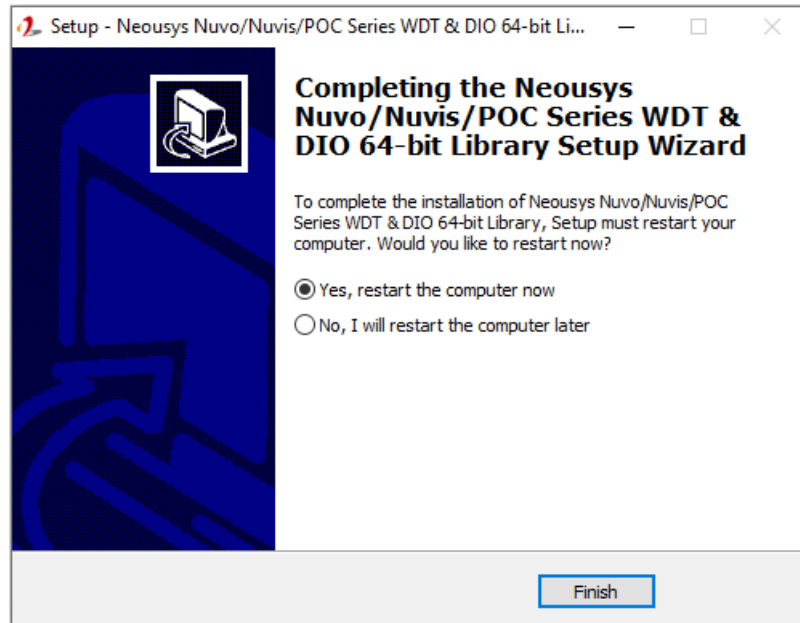 Setup - Neousys Nuvo/Nuvis/POC Series WDT & DIO 64-bit Li...
Completing the Neousys
Nuvo/Nuvis/POC Series WDT &
DIO 64-bit Library Setup Wizard
To complete the installation of Neousys Nuvo/Nuvis/POC
Series WDT & DIO 64-bit Library, Setup must restart your
computer. Would you like to restart now?
Yes, restart the computer now
No, I will restart the computer later
Finish